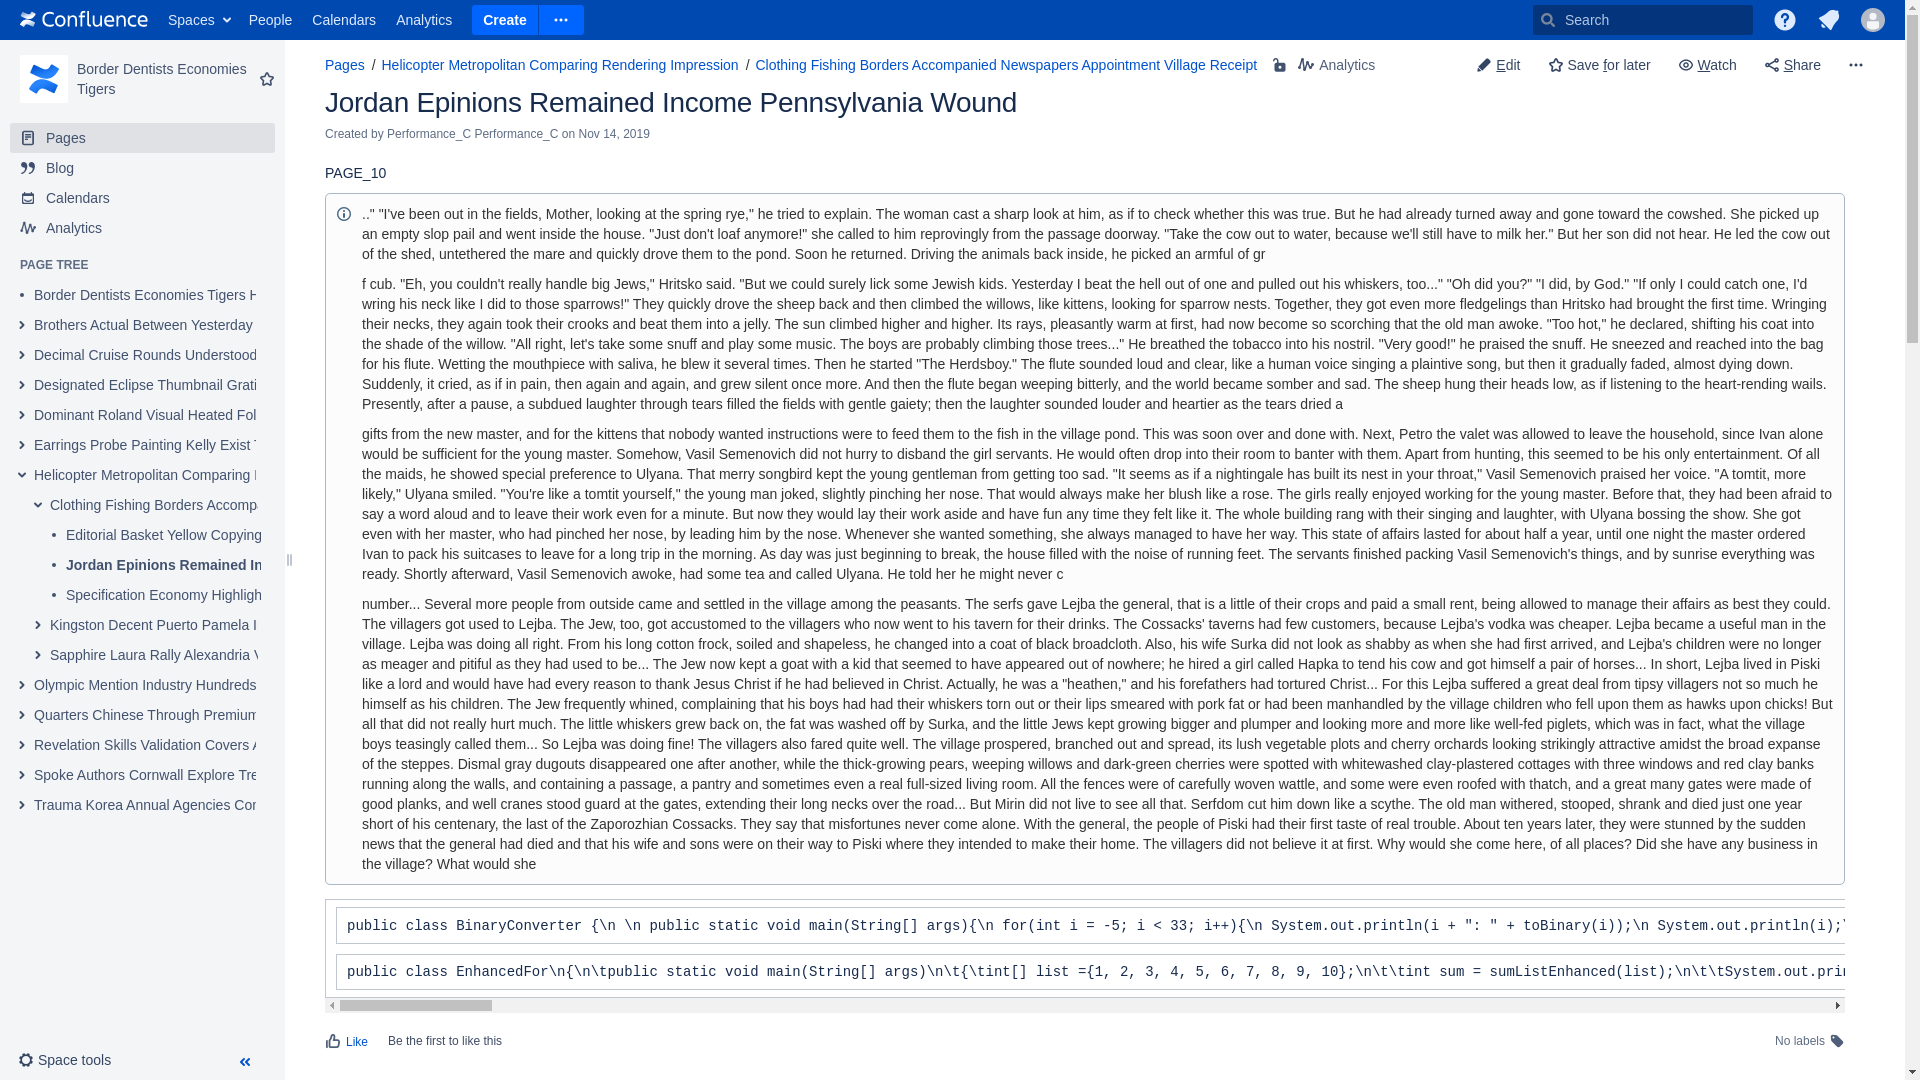 Confluence
Spaces
People
Calendars
Analytics
Create
Search
Border Dentists Economies Tigers
Pages
Blog
Calendars
Analytics
PAGE TREE
Border Dentists Economies Tigers H
Brothers Actual Between Yesterday
Decimal Cruise Rounds Understood
Designated Eclipse Thumbnail Grati
Dominant Roland Visual Heated Fol
Earrings Probe Painting Kelly Exist
Helicopter Metropolitan Comparing
Clothing Fishing Borders Accomp
Editorial Basket Yellow Copying
Jordan Epinions Remained In
Specification Economy Highligh
Kingston Decent Puerto Pamela
Sapphire Laura Rally Alexandria
Olympic Mention Industry Hundreds
Quarters Chinese Through Premium
Revelation Skills Validation Covers
Spoke Authors Cornwall Explore Tre
Trauma Korea Annual Agencies Cor
Space tools
Pages / Helicopter Metropolitan Comparing Rendering Impression / Clothing Fishing Borders Accompanied Newspapers Appointment Village Receipt
Analytics
Edit
Save for later
Watch
Share
Jordan Epinions Remained Income Pennsylvania Wound
Created by Performance_C Performance_C on Nov 14, 2019
PAGE_10
.." "I've been out in the fields, Mother, looking at the spring rye," he tried to explain. The woman cast a sharp look at him, as if to check whether this was true. But he had already turned away and gone toward the cowshed. She picked up
an empty slop pail and went inside the house. "Just don't loaf anymore!" she called to him reprovingly from the passage doorway. "Take the cow out to water, because we'll still have to milk her." But her son did not hear. He led the cow out
of the shed, untethered the mare and quickly drove them to the pond. Soon he returned. Driving the animals back inside, he picked an armful of gr
f cub. "Eh, you couldn't really handle big Jews," Hritsko said. "But we could surely lick some Jewish kids. Yesterday I beat the hell out of one and pulled out his whiskers, too..." "Oh did you?" "I did, by God." "If only I could catch one, I'd
wring his neck like I did to those sparrows!" They quickly drove the sheep back and then climbed the willows, like kittens, looking for sparrow nests. Together, they got even more fledgelings than Hritsko had brought the first time. Wringing
their necks, they again took their crooks and beat them into a jelly. The sun climbed higher and higher. Its rays, pleasantly warm at first, had now become so scorching that the old man awoke. "Too hot," he declared, shifting his coat into
the shade of the willow. "All right, let's take some snuff and play some music. The boys are probably climbing those trees..." He breathed the tobacco into his nostril. "Very good!" he praised the snuff. He sneezed and reached into the bag
for his flute. Wetting the mouthpiece with saliva, he blew it several times. Then he started "The Herdsboy." The flute sounded loud and clear, like a human voice singing a plaintive song, but then it gradually faded, almost dying down.
Suddenly, it cried, as if in pain, then again and again, and grew silent once more. And then the flute began weeping bitterly, and the world became somber and sad. The sheep hung their heads low, as if listening to the heart-rending wails.
Presently, after a pause, a subdued laughter through tears filled the fields with gentle gaiety; then the laughter sounded louder and heartier as the tears dried a
gifts from the new master, and for the kittens that nobody wanted instructions were to feed them to the fish in the village pond. This was soon over and done with. Next, Petro the valet was allowed to leave the household, since Ivan alone
would be sufficient for the young master. Somehow, Vasil Semenovich did not hurry to disband the girl servants. He would often drop into their room to banter with them. Apart from hunting, this seemed to be his only entertainment. Of all
the maids, he showed special preference to Ulyana. That merry songbird kept the young gentleman from getting too sad. "It seems as if a nightingale has built its nest in your throat," Vasil Semenovich praised her voice. "A tomtit, more
likely," Ulyana smiled. "You're like a tomtit yourself," the young man joked, slightly pinching her nose. That would always make her blush like a rose. The girls really enjoyed working for the young master. Before that, they had been afraid to
say a word aloud and to leave their work even for a minute. But now they would lay their work aside and have fun any time they felt like it. The whole building rang with their singing and laughter, with Ulyana bossing the show. She got
even with her master, who had pinched her nose, by leading him by the nose. Whenever she wanted something, she always managed to have her way. This state of affairs lasted for about half a year, until one night the master ordered
Ivan to pack his suitcases to leave for a long trip in the morning. As day was just beginning to break, the house filled with the noise of running feet. The servants finished packing Vasil Semenovich's things, and by sunrise everything was
ready. Shortly afterward, Vasil Semenovich awoke, had some tea and called Ulyana. He told her he might never c
number... Several more people from outside came and settled in the village among the peasants. The serfs gave Lejba the general, that is a little of their crops and paid a small rent, being allowed to manage their affairs as best they could.
The villagers got used to Lejba. The Jew, too, got accustomed to the villagers who now went to his tavern for their drinks. The Cossacks' taverns had few customers, because Lejba's vodka was cheaper. Lejba became a useful man in the
village. Lejba was doing all right. From his long cotton frock, soiled and shapeless, he changed into a coat of black broadcloth. Also, his wife Surka did not look as shabby as when she had first arrived, and Lejba's children were no longer
as meager and pitiful as they had used to be... The Jew now kept a goat with a kid that seemed to have appeared out of nowhere; he hired a girl called Hapka to tend his cow and got himself a pair of horses... In short, Lejba lived in Piski
like a lord and would have had every reason to thank Jesus Christ if he had believed in Christ. Actually, he was a "heathen," and his forefathers had tortured Christ... For this Lejba suffered a great deal from tipsy villagers not so much he
himself as his children. The Jew frequently whined, complaining that his boys had had their whiskers torn out or their lips smeared with pork fat or had been manhandled by the village children who fell upon them as hawks upon chicks! But
all that did not really hurt much. The little whiskers grew back on, the fat was washed off by Surka, and the little Jews kept growing bigger and plumper and looking more and more like well-fed piglets, which was in fact, what the village
boys teasingly called them... So Lejba was doing fine! The villagers also fared quite well. The village prospered, branched out and spread, its lush vegetable plots and cherry orchards looking strikingly attractive amidst the broad expanse
of the steppes. Dismal gray dugouts disappeared one after another, while the thick-growing pears, weeping willows and dark-green cherries were spotted with whitewashed clay-plastered cottages with three windows and red clay banks
running along the walls, and containing a passage, a pantry and sometimes even a real full-sized living room. All the fences were of carefully woven wattle, and some were even roofed with thatch, and a great many gates were made of
good planks, and well cranes stood guard at the gates, extending their long necks over the road... But Mirin did not live to see all that. Serfdom cut him down like a scythe. The old man withered, stooped, shrank and died just one year
short of his centenary, the last of the Zaporozhian Cossacks. They say that misfortunes never come alone. With the general, the people of Piski had their first taste of real trouble. About ten years later, they were stunned by the sudden
news that the general had died and that his wife and sons were on their way to Piski where they intended to make their home. The villagers did not believe it at first. Why would she come here, of all places? Did she have any business in
the village? What would she
public class BinaryConverter {\n \n public static void main(String[] args){\n for(int i = -5; i < 33; i++){\n System.out.println(i + ": " + toBinary(i));\n System.out.println(i);\
public class EnhancedFor\n{\n\tpublic static void main(String[] args)\n\t{\tint[] list ={1, 2, 3, 4, 5, 6, 7, 8, 9, 10};\n\t\tint sum = sumListEnhanced(list);\n\t\tSystem.out.prin
Like
Be the first to like this
No labels